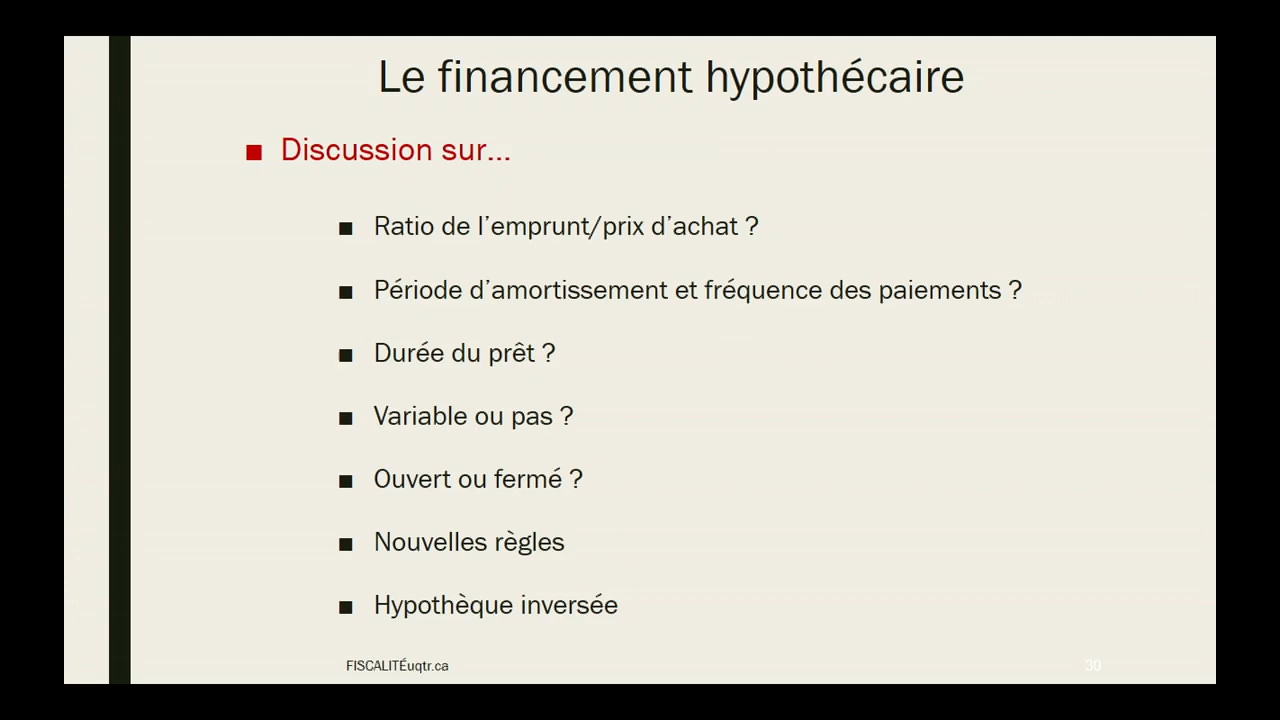 Le financement hypothécaire
Discussion sur...
Ratio de l’emprunt/prix d’achat ?
Période d’amortissement et fréquence des paiements ?
Durée du prêt ?
Variable ou pas ?
Ouvert ou fermé ?
Nouvelles règles
Hypothèque inversée
FISCALITÉuqtr.ca
30